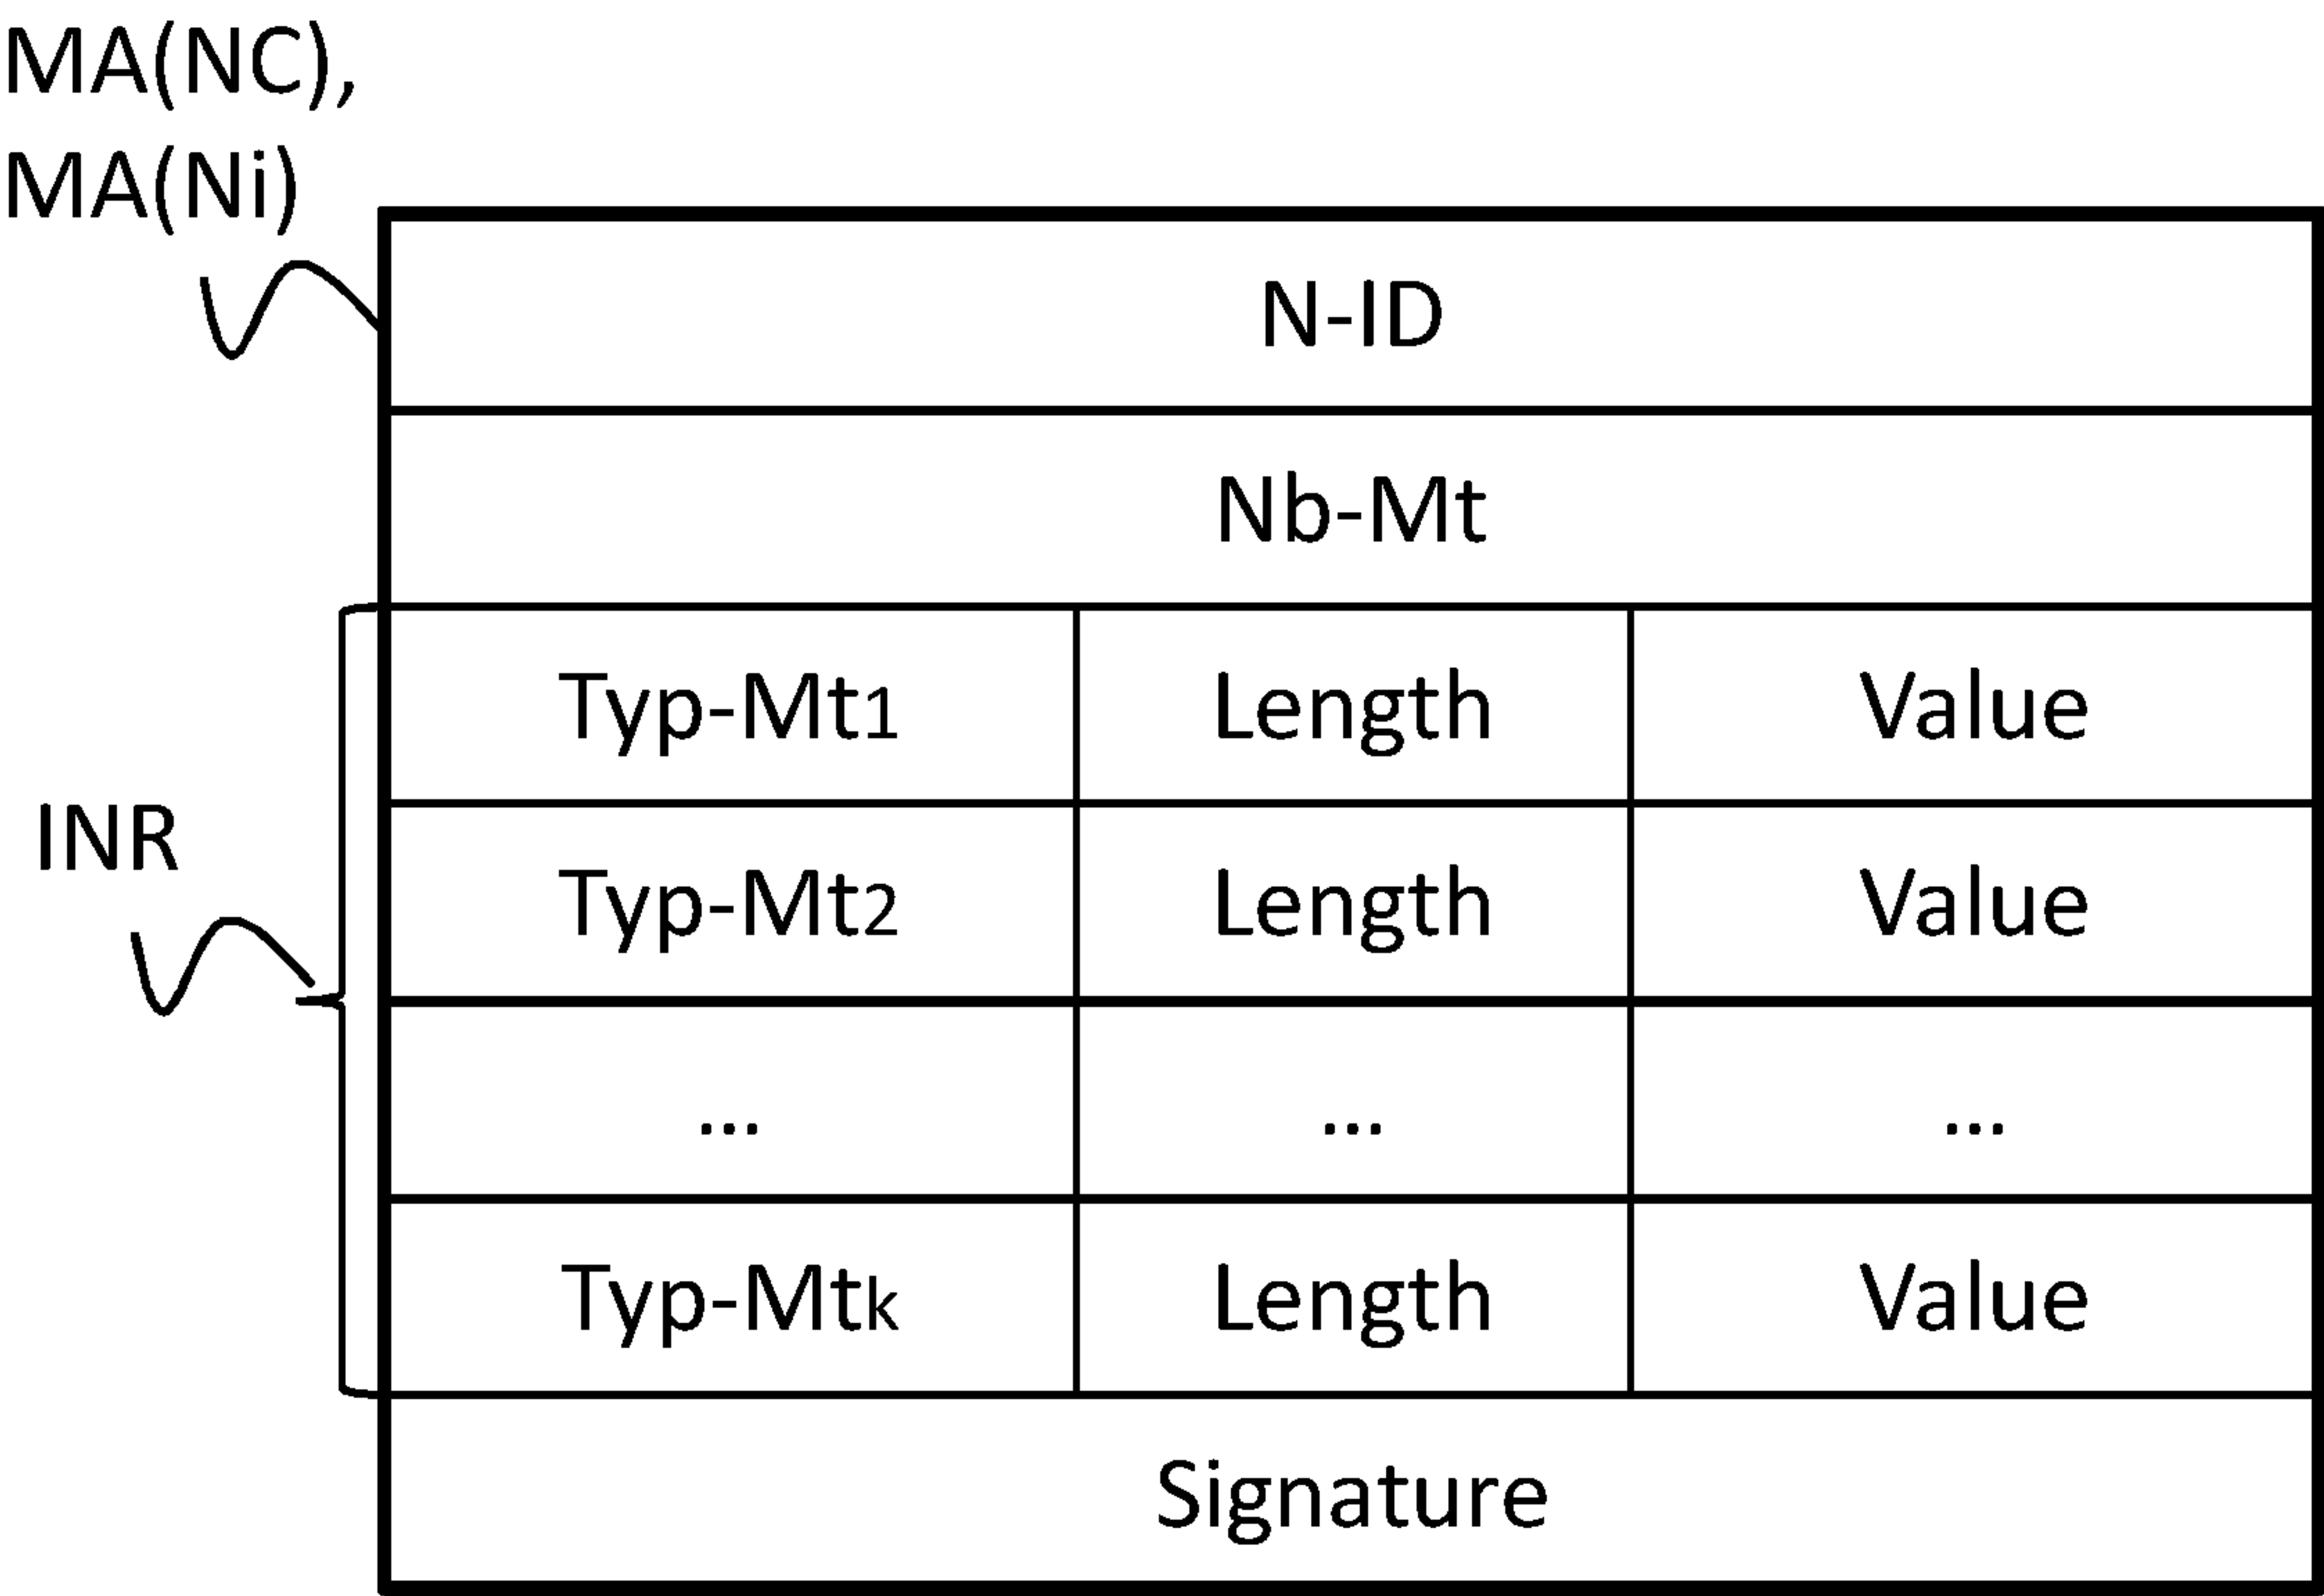 MA(NC),
MA(Ni)
N-ID
Nb-Mt
Typ-Mt1 Length Value
INR
Typ-Mt2 Length Value
... ... ...
Typ-Mtk Length Value
Signature